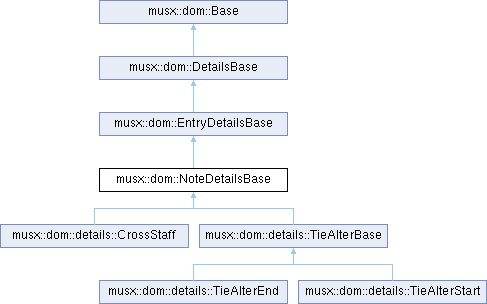 musx::dom::Base
musx::dom::DetailsBase
musx::dom::EntryDetailsBase
musx::dom::NoteDetailsBase
musx::dom::details::CrossStaff
musx::dom::details::TieAlterBase
musx::dom::details::TieAlterEnd
musx::dom::details::TieAlterStart